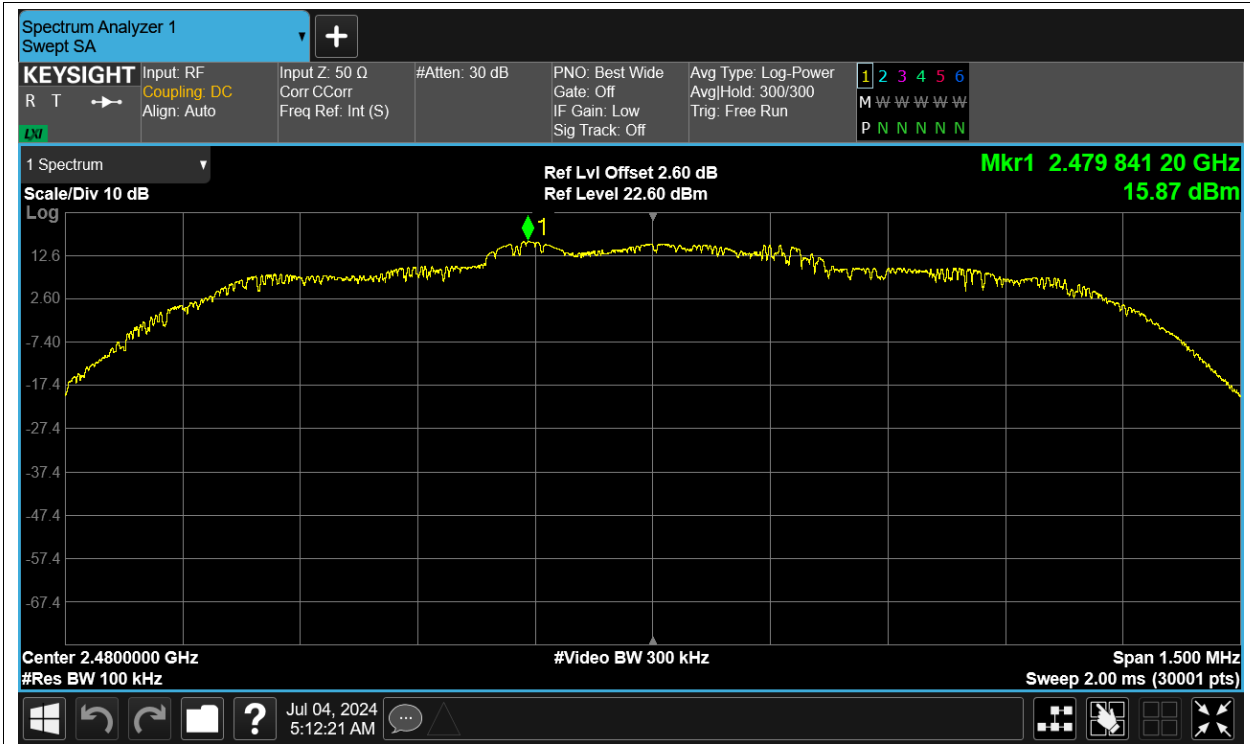 Spectrum Analyzer 1
Swept SA
KEYSIGHT
R T
LXI
Input: RF
Coupling: DC
Align: Auto
Input Z: 50 Ω
Corr CCorr
Freq Ref: Int (S)
#Atten: 30 dB
PNO: Best Wide
Gate: Off
IF Gain: Low
Sig Track: Off
Avg Type: Log-Power
Avg|Hold: 300/300
Trig: Free Run
1 2 3 4 5 6
M W W W W W
P N N N N N
1 Spectrum
Scale/Div 10 dB
Ref Lvl Offset 2.60 dB
Ref Level 22.60 dBm
Mkr1 2.479 841 20 GHz
15.87 dBm
Log
1
12.6
2.60
-7.40
-17.4
-27.4
-37.4
-47.4
-57.4
-67.4
Center 2.4800000 GHz
#Video BW 300 kHz
Span 1.500 MHz
#Res BW 100 kHz
Sweep 2.00 ms (30001 pts)
?
Jul 04, 2024
5:12:21 AM